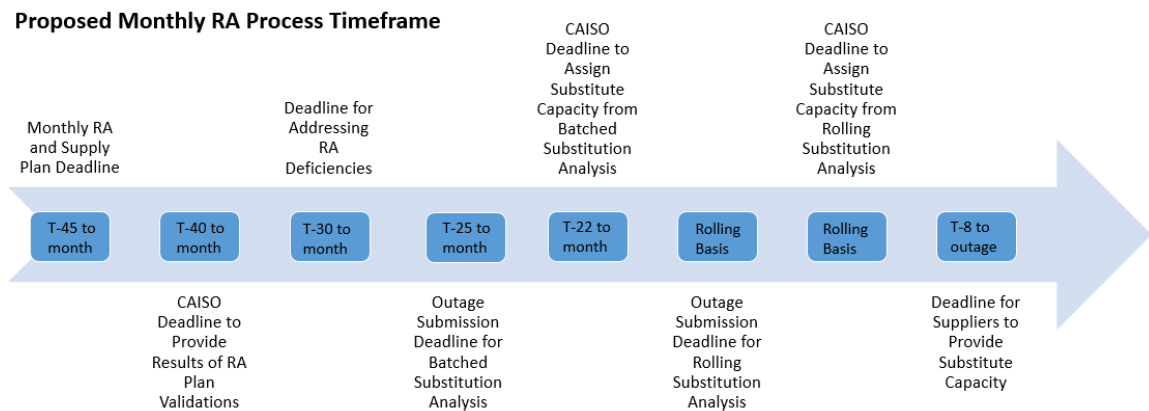 Proposed Monthly RA Process Timeframe
Monthly RA
and Supply
Plan Deadline
Deadline for
Addressing
RA
Deficiencies
CAISO
Deadline to
Assign
Substitute
Capacity from
Batched
Substitution
Analysis
CAISO
Deadline to
Assign
Substitute
Capacity from
Rolling
Substitution
Analysis
T-45 to
month
T-40 to
month
T-30 to
month
T-25 to
month
T-22 to
month
Rolling
Basis
Rolling
Basis
T-8 to
outage
CAISO
Deadline to
Provide
Results of RA
Plan
Validations
Outage
Submission
Deadline for
Batched
Substitution
Analysis
Outage
Submission
Deadline for
Rolling
Substitution
Analysis
Deadline for
Suppliers to
Provide
Substitute
Capacity